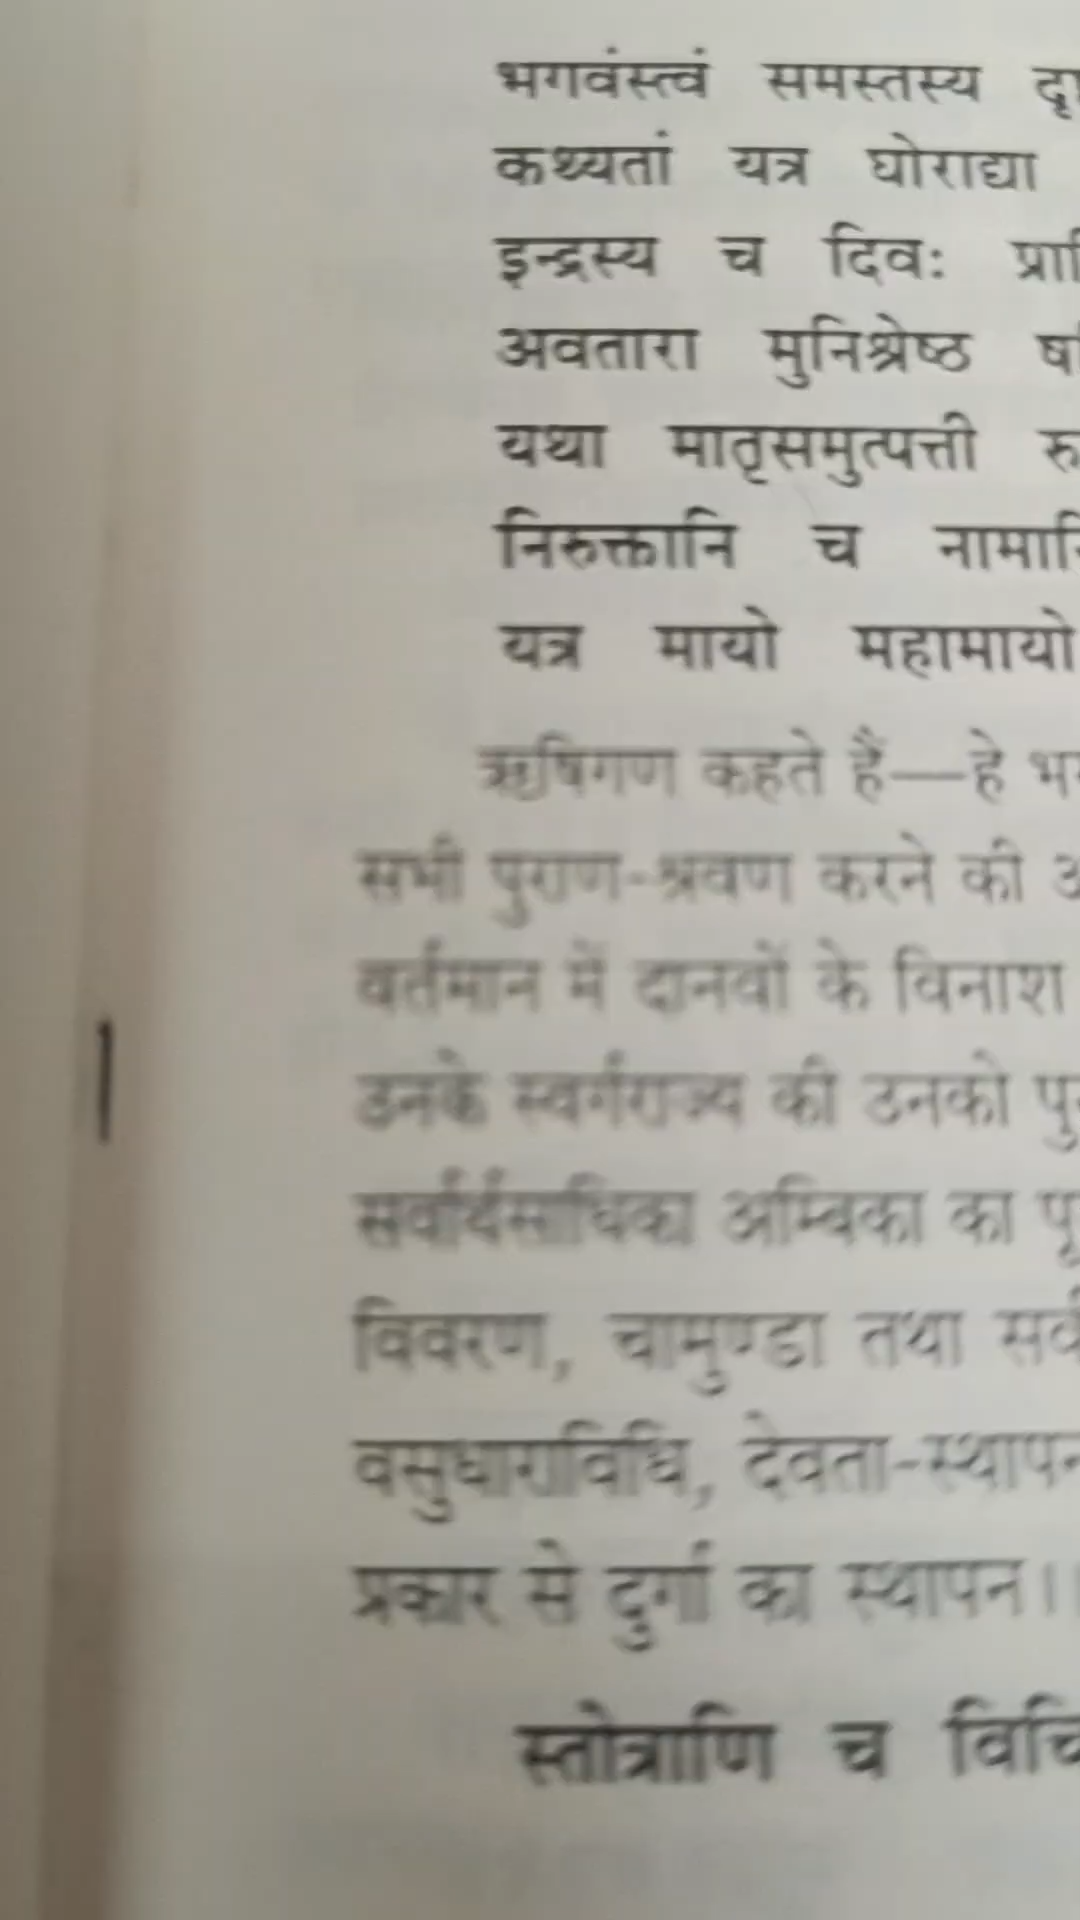 भगवंस्त्वं समस्तस्य
कथ्यतां यत्र घोराद्या
इन्द्रस्य च दिवः
अवतारा मुनिश्रेष्ठ
यथा मातृसमुत्पत्ती
निरुक्तानि च
यत्र मायो महामायो
ऋषिगण कहते हैं—हे
सभी पुराण-श्रवण करने की
वर्तमान में दानवों के विनाश
उनके स्वर्गराज्य की उनको
सर्वार्थसाधिका अम्बिका का
विवरण, चामुण्डा तथा
वसुधाराविधि, देवता-स्थापन
प्रकार से दुर्गा का स्थापन।।
स्तोत्राणि च